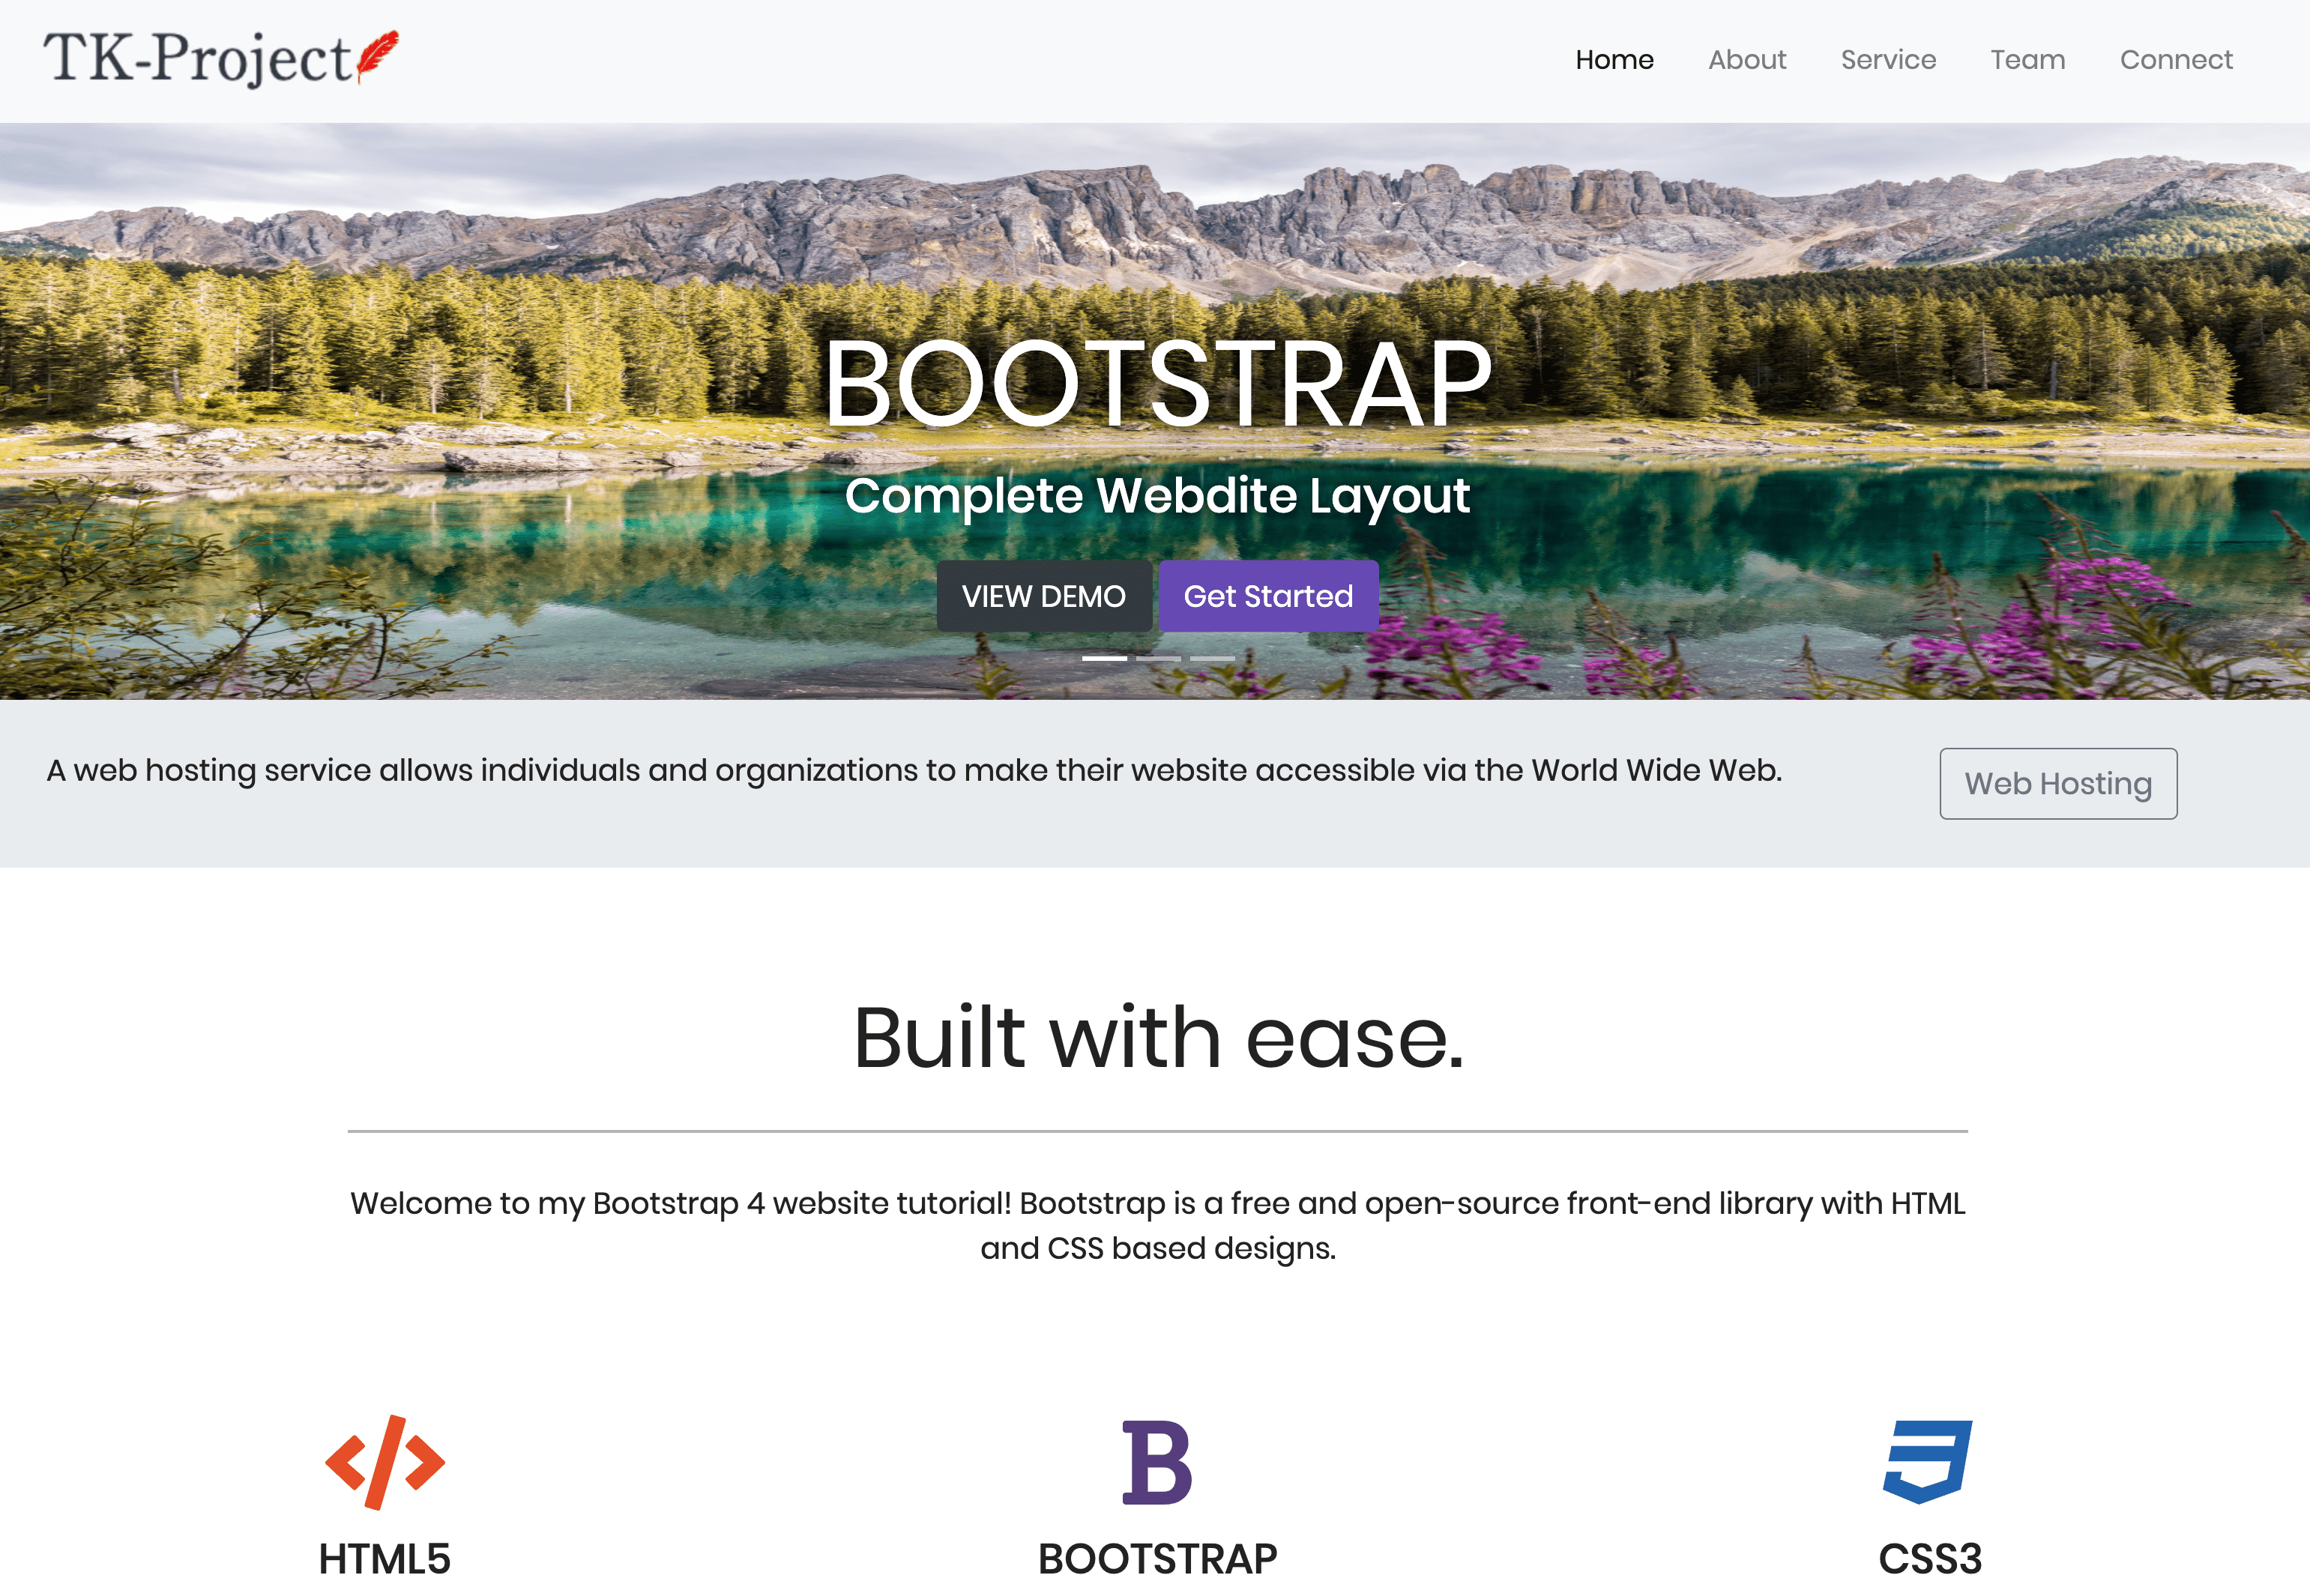 TK-Project
Home About Service Team Connect
BOOTSTRAP
Complete Webdite Layout
VIEW DEMO Get Started
A web hosting service allows individuals and organizations to make their website accessible via the World Wide Web.
Web Hosting
Built with ease.
Welcome to my Bootstrap 4 website tutorial! Bootstrap is a free and open-source front-end library with HTML
and CSS based designs.
B
HTML5 BOOTSTRAP CSS3